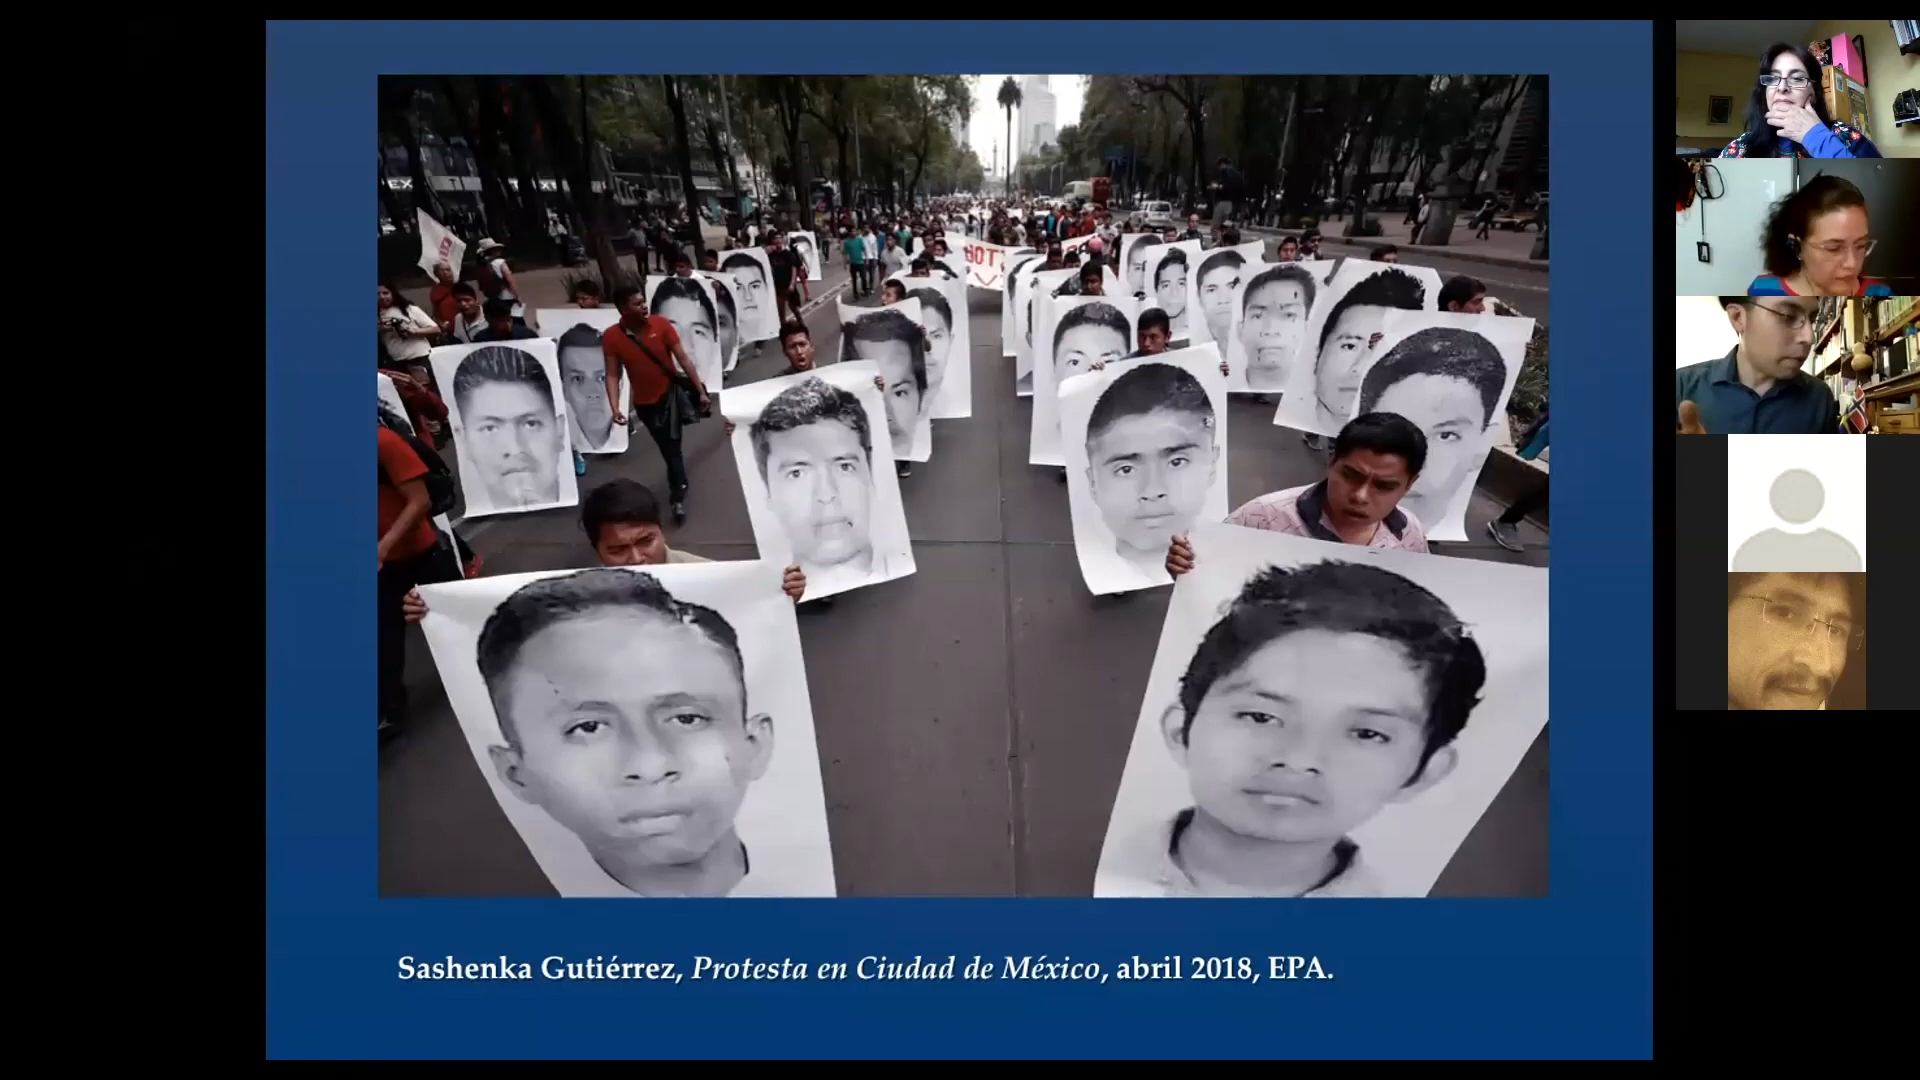 Sashenka Gutiérrez, Protesta en Ciudad de México, abril 2018, EPA.